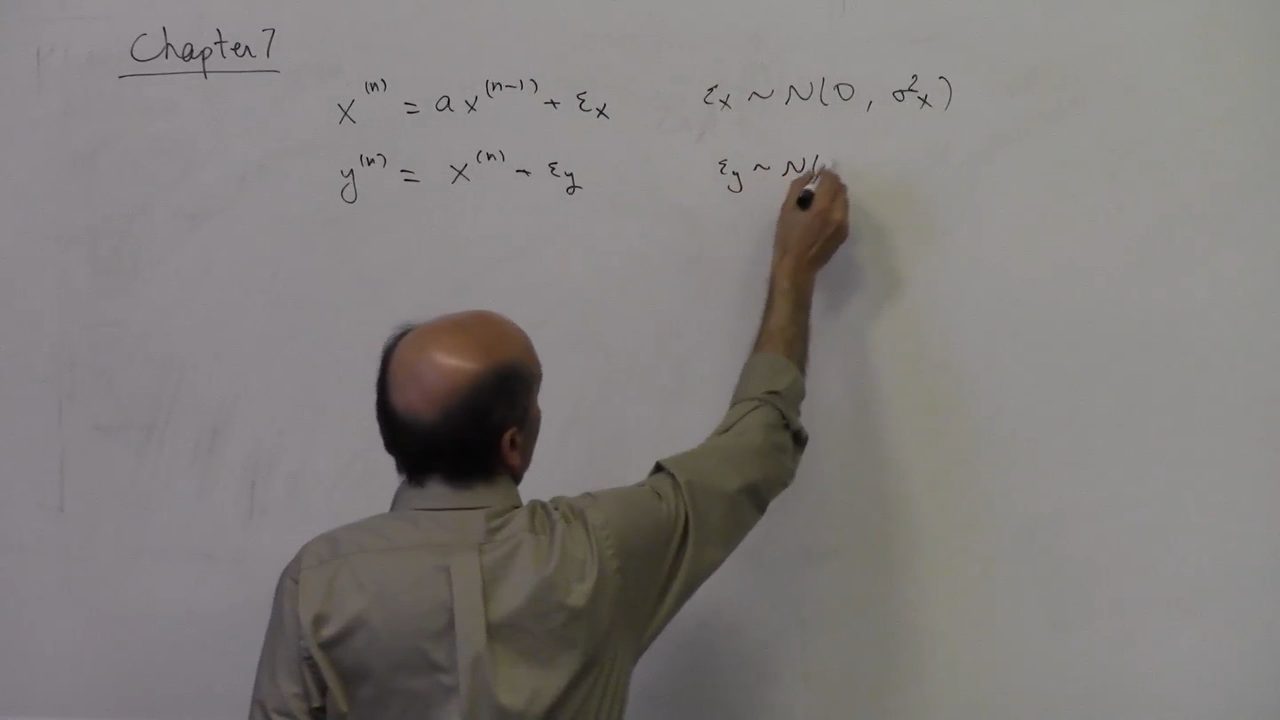 Chapter 7
x^(n) = a x^(n-1) + ε_x    ε_x ~ N(0, σ²_x)
y^(n) = x^(n) + ε_y    ε_y ~ N(